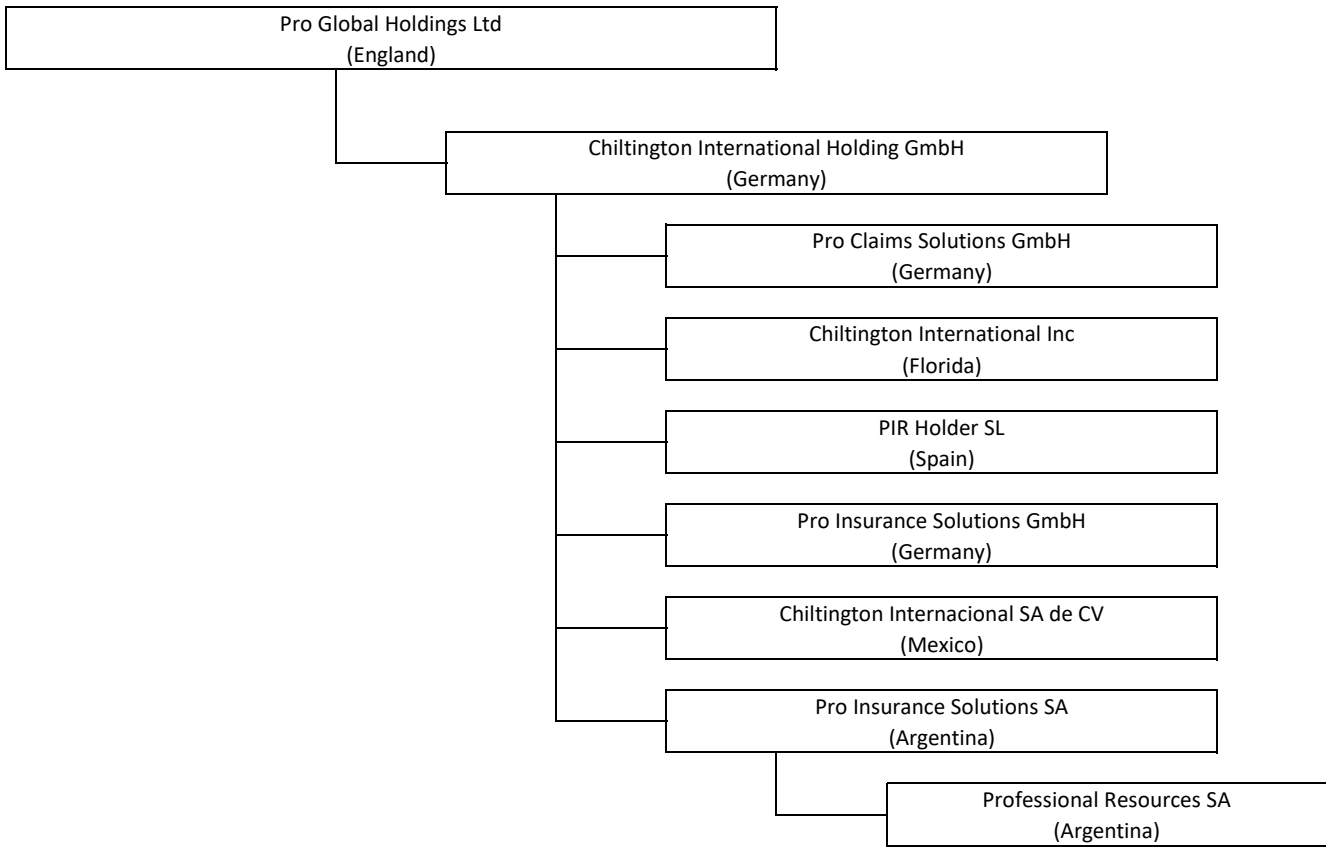 Pro Global Holdings Ltd
(England)
Chiltington International Holding GmbH
(Germany)
Pro Claims Solutions GmbH
(Germany)
Chiltington International Inc
(Florida)
PIR Holder SL
(Spain)
Pro Insurance Solutions GmbH
(Germany)
Chiltington Internacional SA de CV
(Mexico)
Pro Insurance Solutions SA
(Argentina)
Professional Resources SA
(Argentina)